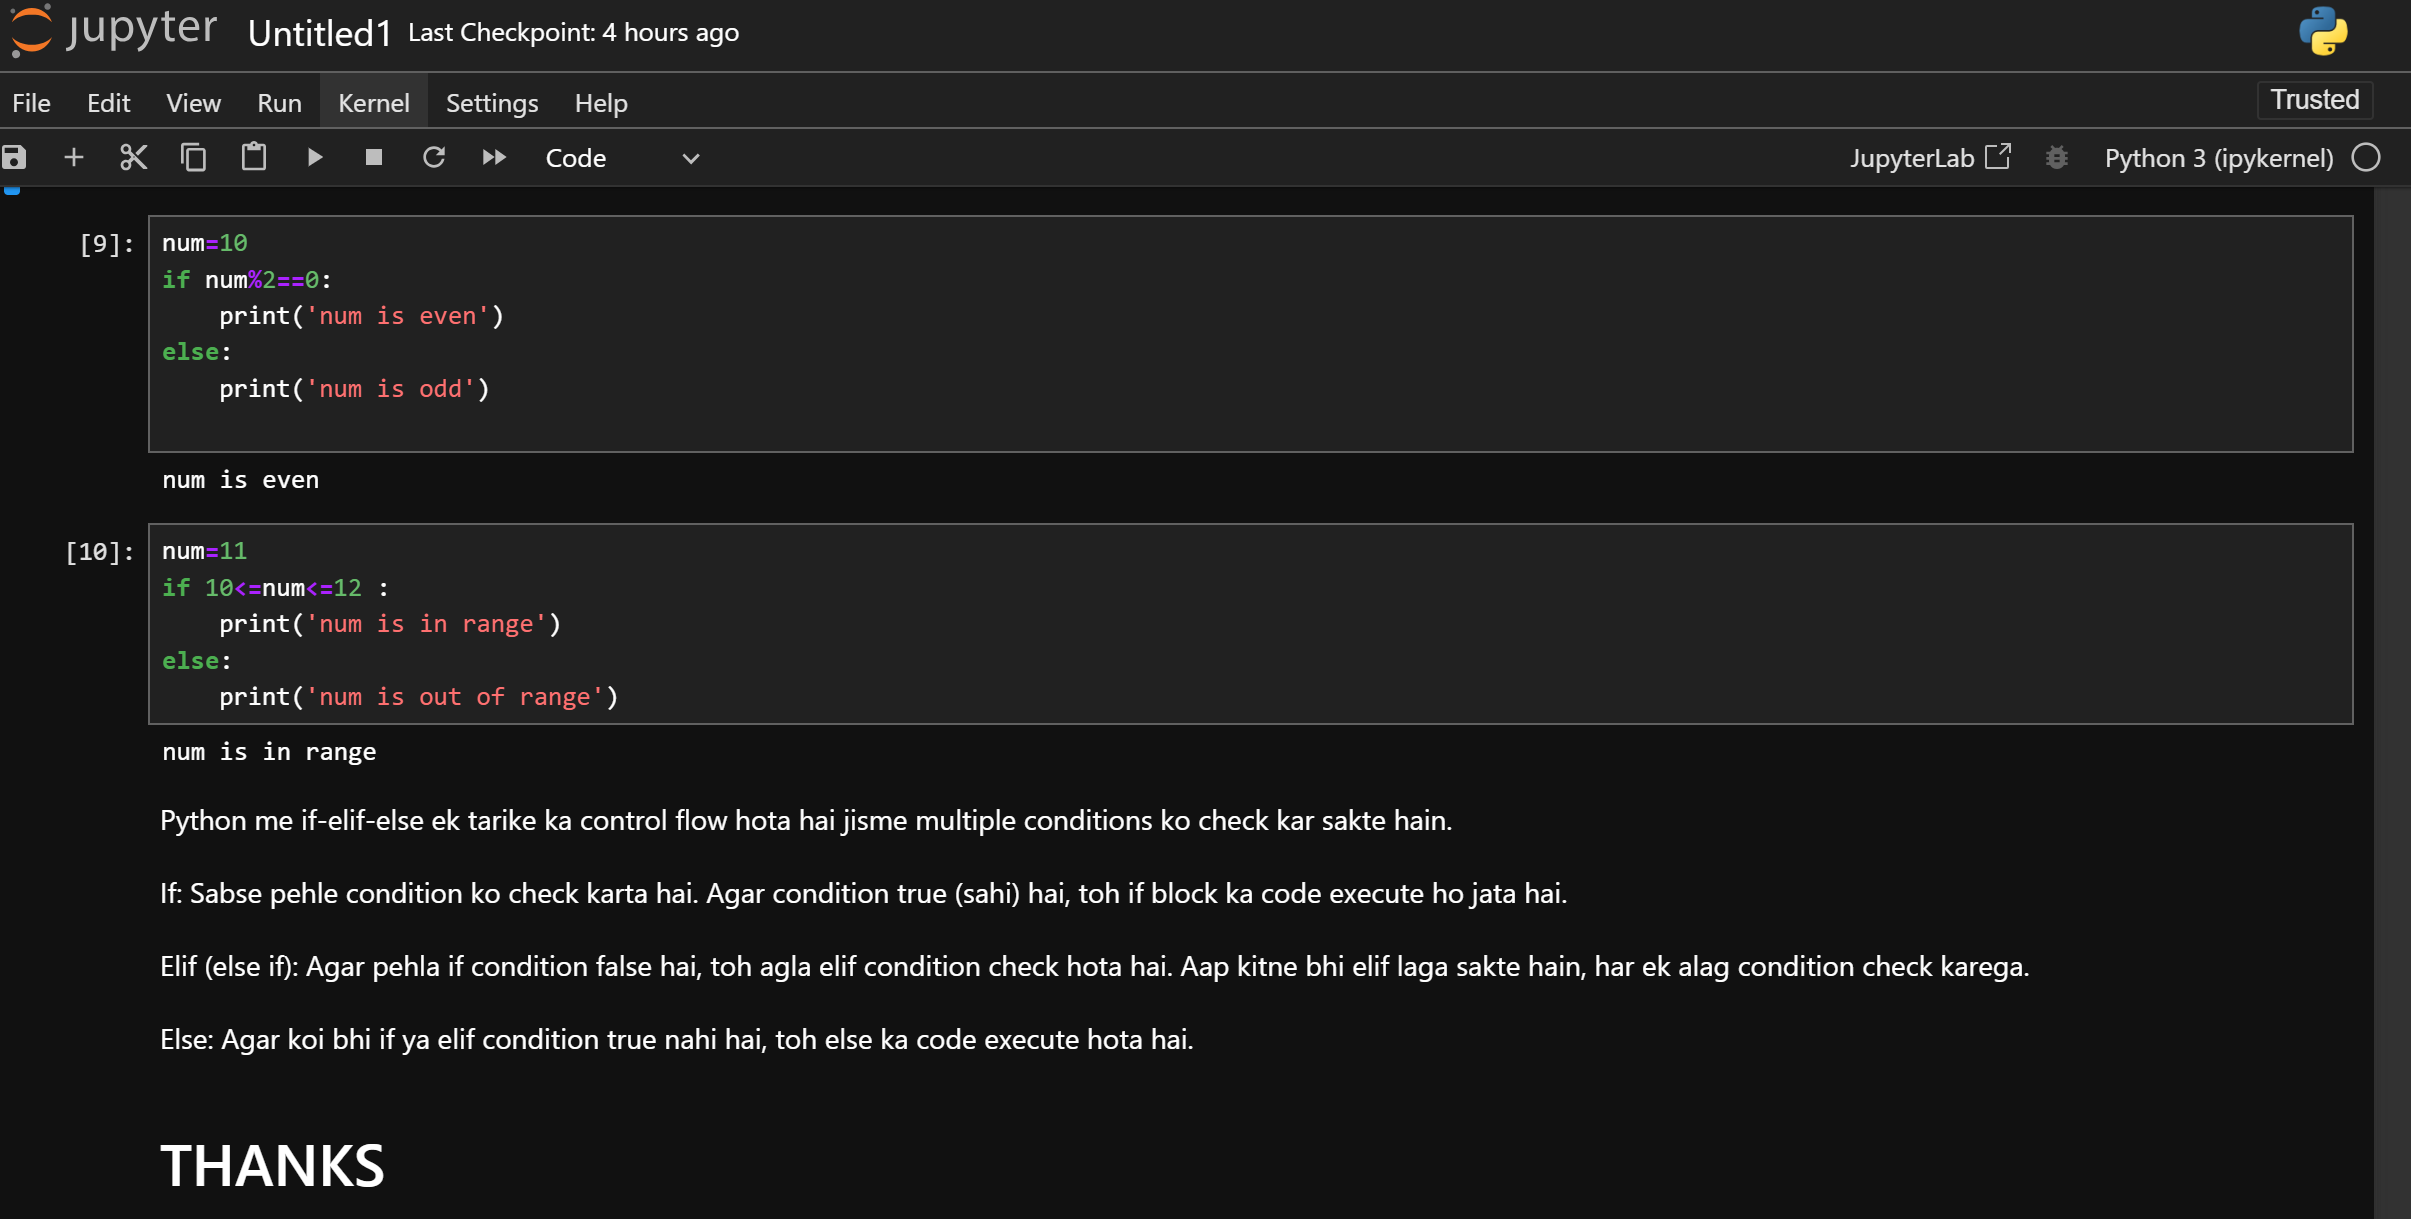 jupyter Untitled1 Last Checkpoint: 4 hours ago
File Edit View Run Kernel Settings Help Trusted
Code JupyterLab Python 3 (ipykernel)
[9]: num=10
if num%2==0:
    print('num is even')
else:
    print('num is odd')
num is even
[10]: num=11
if 10<=num<=12 :
    print('num is in range')
else:
    print('num is out of range')
num is in range
Python me if-elif-else ek tarike ka control flow hota hai jisme multiple conditions ko check kar sakte hain.
If: Sabse pehle condition ko check karta hai. Agar condition true (sahi) hai, toh if block ka code execute ho jata hai.
Elif (else if): Agar pehla if condition false hai, toh agla elif condition check hota hai. Aap kitne bhi elif laga sakte hain, har ek alag condition check karega.
Else: Agar koi bhi if ya elif condition true nahi hai, toh else ka code execute hota hai.
THANKS